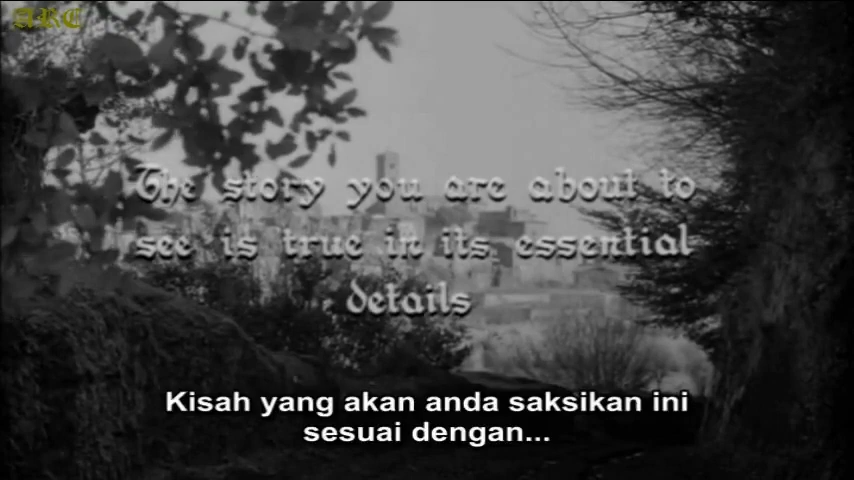 ARC
The story you are about to
see is true in its essential
details
Kisah yang akan anda saksikan ini
sesuai dengan...